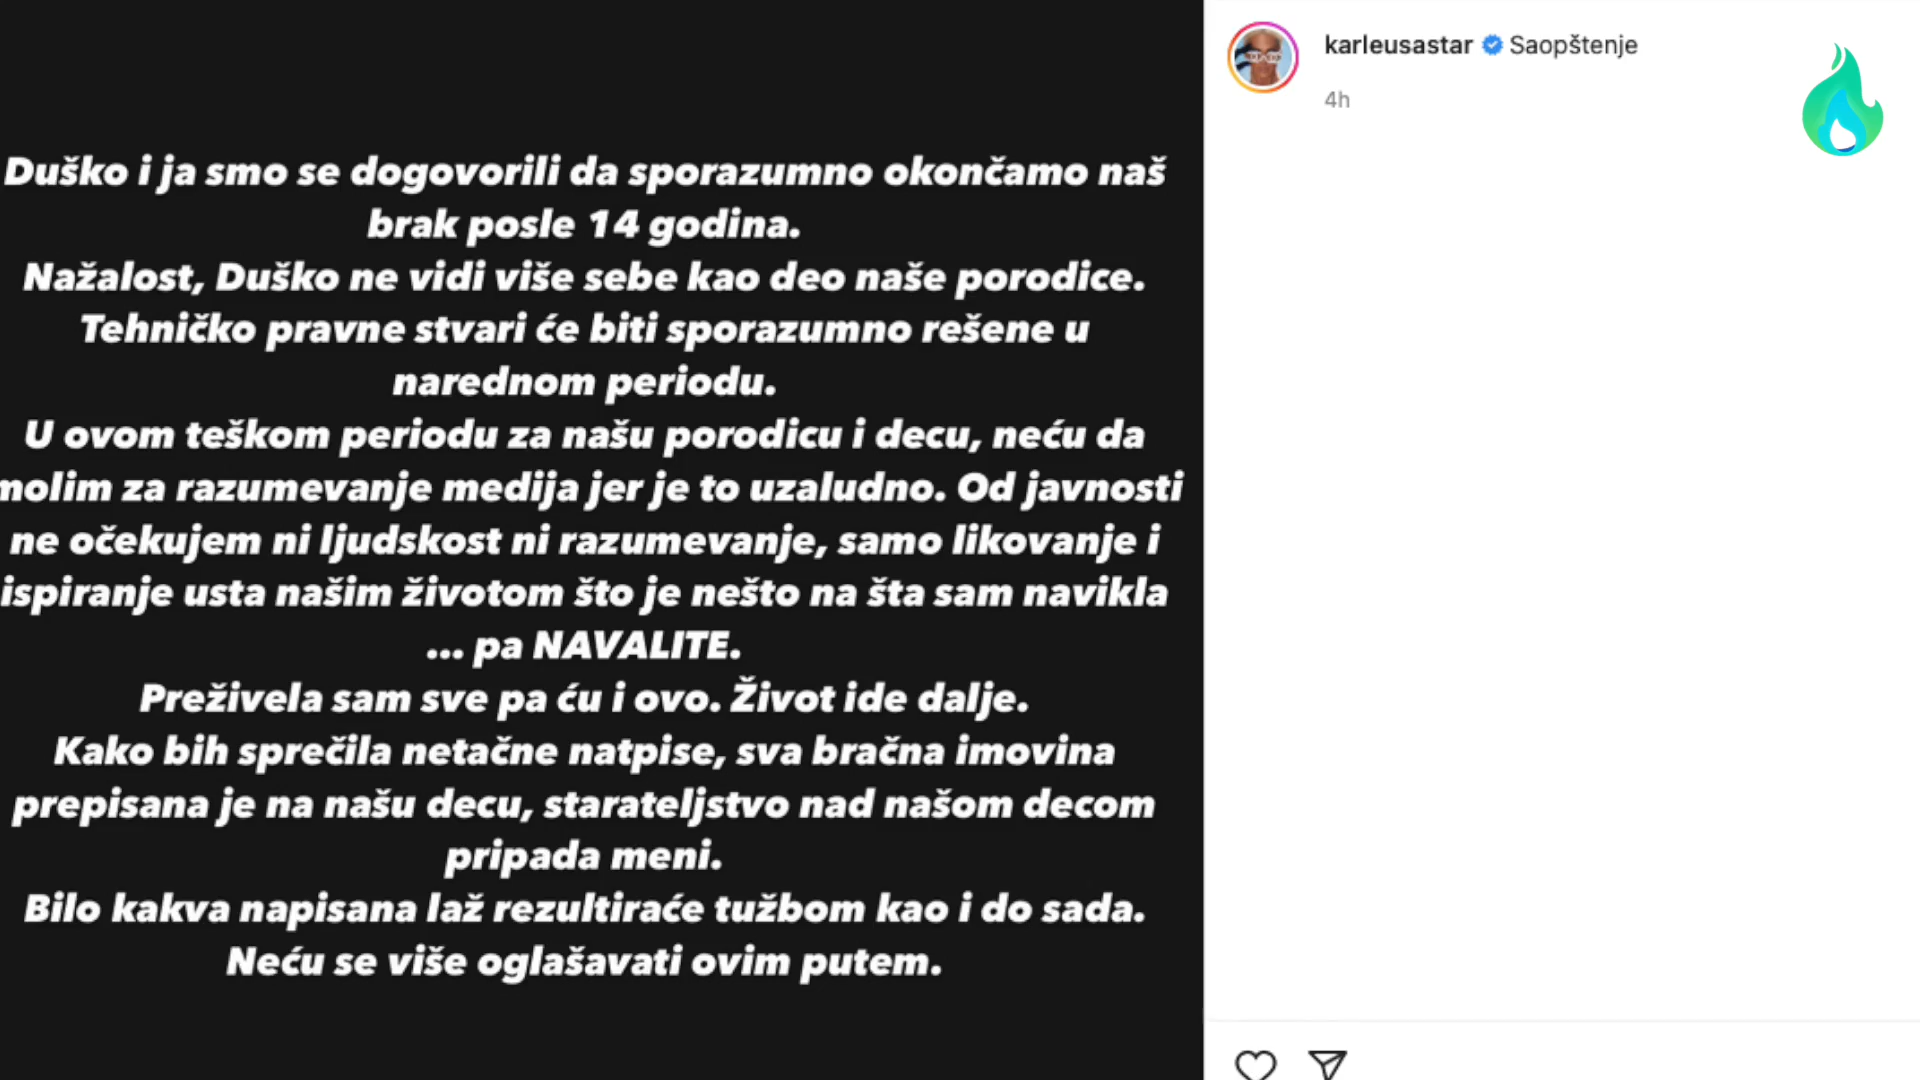 Duško i ja smo se dogovorili da sporazumno okončamo naš
brak posle 14 godina.
Nažalost, Duško ne vidi više sebe kao deo naše porodice.
Tehničko pravne stvari će biti sporazumno rešene u
narednom periodu.
U ovom teškom periodu za našu porodicu i decu, neću da
molim za razumevanje medija jer je to uzaludno. Od javnosti
ne očekujem ni ljudskost ni razumevanje, samo likovanje i
ispiranje usta našim životom što je nešto na šta sam navikla
... pa NAVALITE.
Preživela sam sve pa ću i ovo. Život ide dalje.
Kako bih sprečila netačne natpise, sva bračna imovina
prepisana je na našu decu, starateljstvo nad našom decom
pripada meni.
Bilo kakva napisana laž rezultiraće tužbom kao i do sada.
Neću se više oglašavati ovim putem.
karleusastar Saopštenje
4h